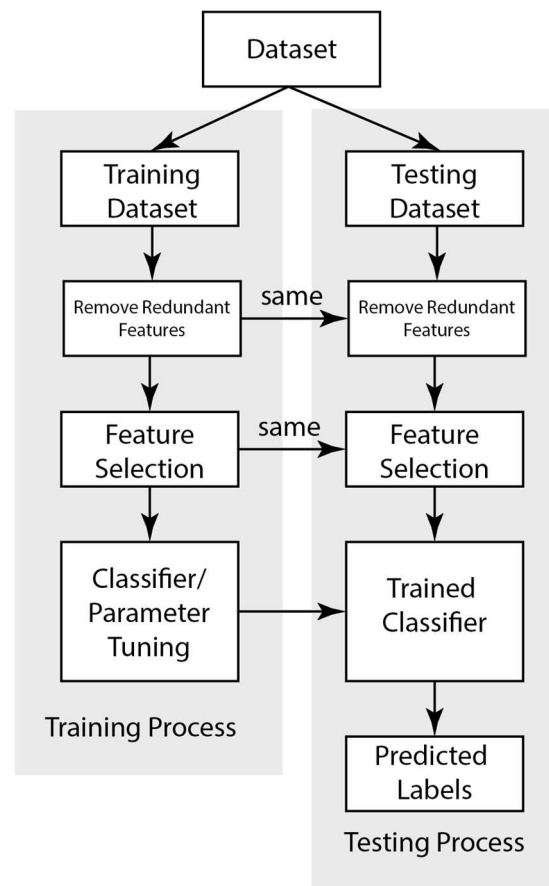 Dataset
Training
Dataset
Testing
Dataset
Remove Redundant
Features
same
Remove Redundant
Features
Feature
Selection
same
Feature
Selection
Classifier/
Parameter
Tuning
Trained
Classifier
Training Process
Predicted
Labels
Testing Process